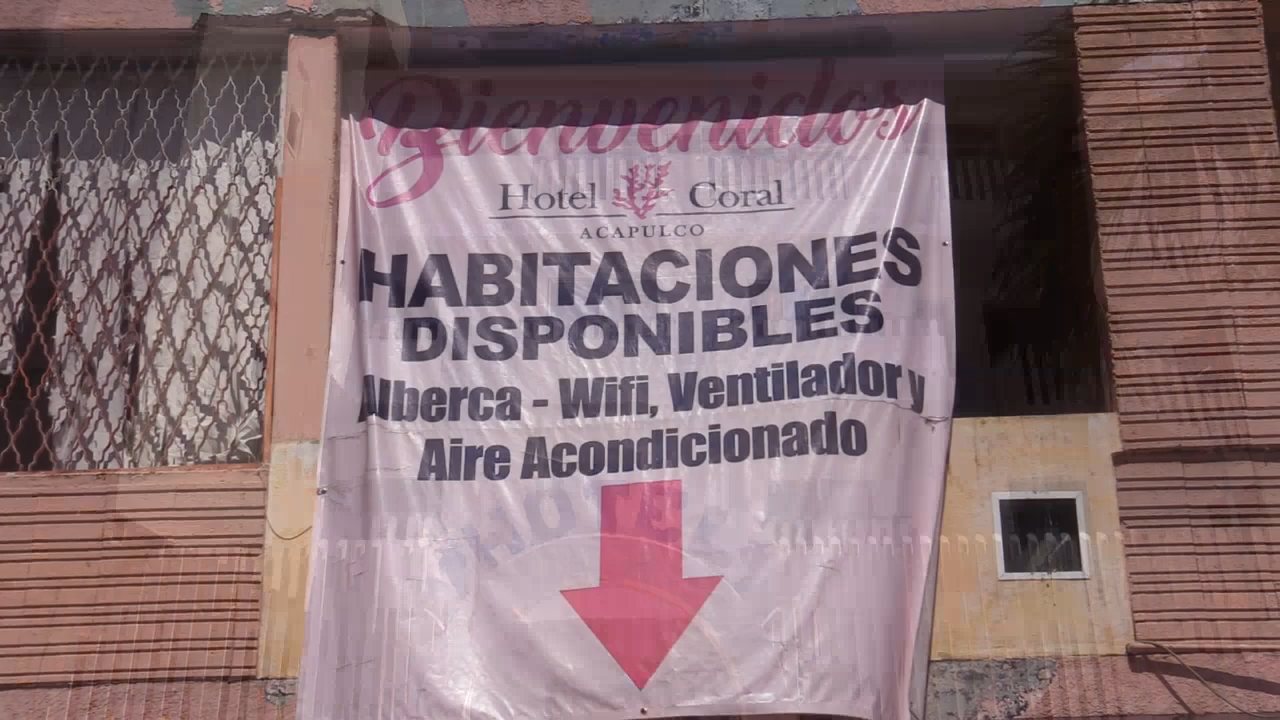 Bienvenidos
Hotel Coral
ACAPULCO
HABITACIONES
DISPONIBLES
Alberca - Wifi, Ventilador y
Aire Acondicionado